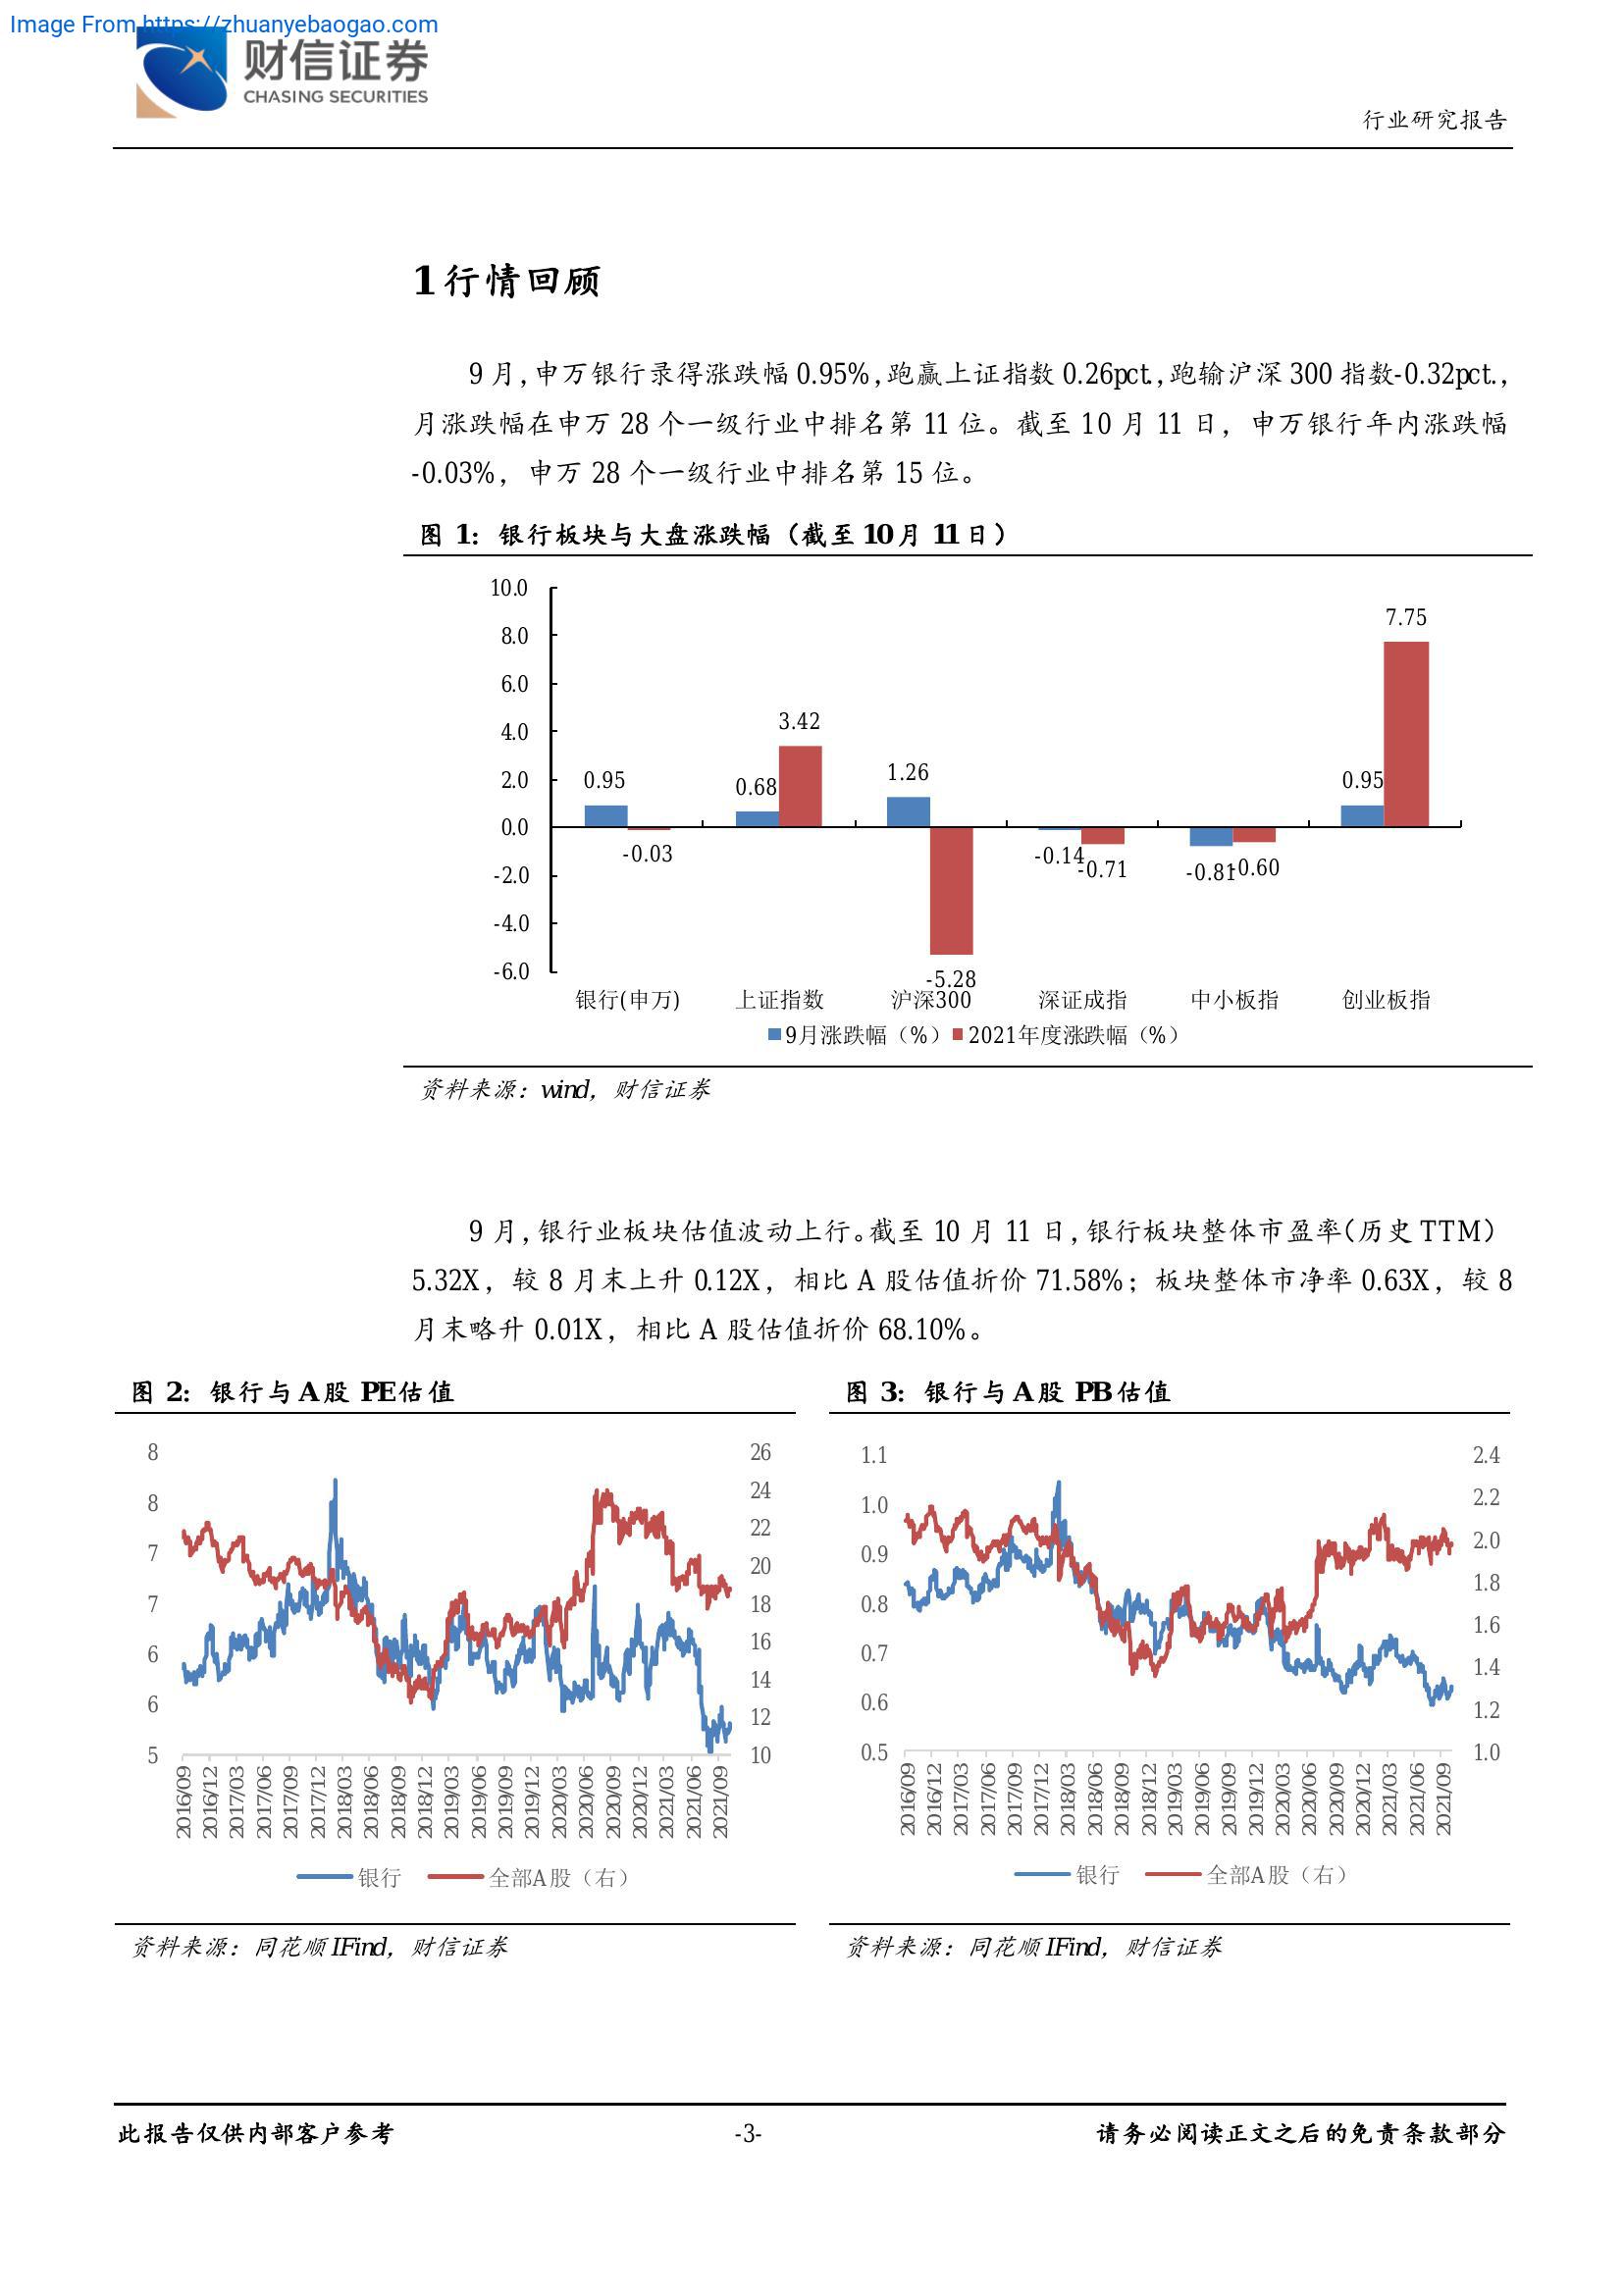 Image From https://zhuanyebaogao.com
财信证券
CHASING SECURITIES
行业研究报告
1 行情回顾
9 月，申万银行录得涨跌幅 0.95%，跑赢上证指数 0.26pct.，跑输沪深 300 指数-0.32pct.，
月涨跌幅在申万 28 个一级行业中排名第 11 位。截至 10 月 11 日，申万银行年内涨跌幅
-0.03%，申万 28 个一级行业中排名第 15 位。
图 1：银行板块与大盘涨跌幅（截至 10 月 11 日）
10.0
8.0
6.0
4.0
2.0
0.0
-2.0
-4.0
-6.0
0.95
-0.03
0.68
3.42
1.26
-5.28
-0.14
-0.71
-0.81
-0.60
0.95
7.75
银行(申万) 上证指数 沪深300 深证成指 中小板指 创业板指
9月涨跌幅（%） 2021年度涨跌幅（%）
资料来源：wind，财信证券
9 月，银行业板块估值波动上行。截至 10 月 11 日，银行板块整体市盈率（历史 TTM）
5.32X，较 8 月末上升 0.12X，相比 A 股估值折价 71.58%；板块整体市净率 0.63X，较 8
月末略升 0.01X，相比 A 股估值折价 68.10%。
图 2：银行与 A 股 PE 估值
8
8
7
7
6
6
5
26
24
22
20
18
16
14
12
10
2016/09 2016/12 2017/03 2017/06 2017/09 2017/12 2018/03 2018/06 2018/09 2018/12 2019/03 2019/06 2019/09 2019/12 2020/03 2020/06 2020/09 2020/12 2021/03 2021/06 2021/09
银行 全部A股（右）
资料来源：同花顺 IFind，财信证券
图 3：银行与 A 股 PB 估值
1.1
1.0
0.9
0.8
0.7
0.6
0.5
2.4
2.2
2.0
1.8
1.6
1.4
1.2
1.0
2016/09 2016/12 2017/03 2017/06 2017/09 2017/12 2018/03 2018/06 2018/09 2018/12 2019/03 2019/06 2019/09 2019/12 2020/03 2020/06 2020/09 2020/12 2021/03 2021/06 2021/09
银行 全部A股（右）
资料来源：同花顺 IFind，财信证券
此报告仅供内部客户参考 -3- 请务必阅读正文之后的免责条款部分